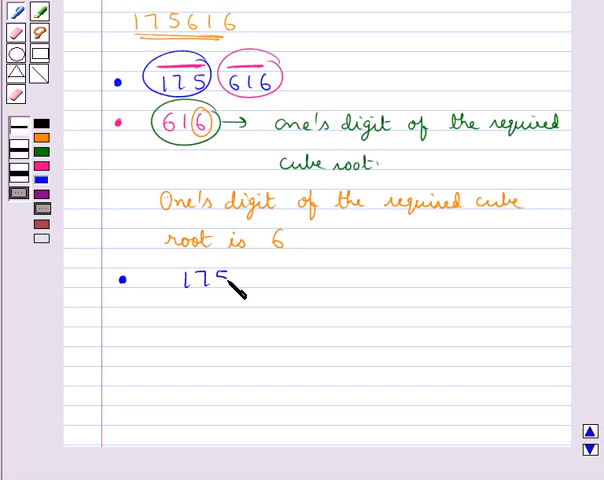 175616
• 175 616
• 616 → one's digit of the required
cube root.
One's digit of the required cube
root is 6
• 175